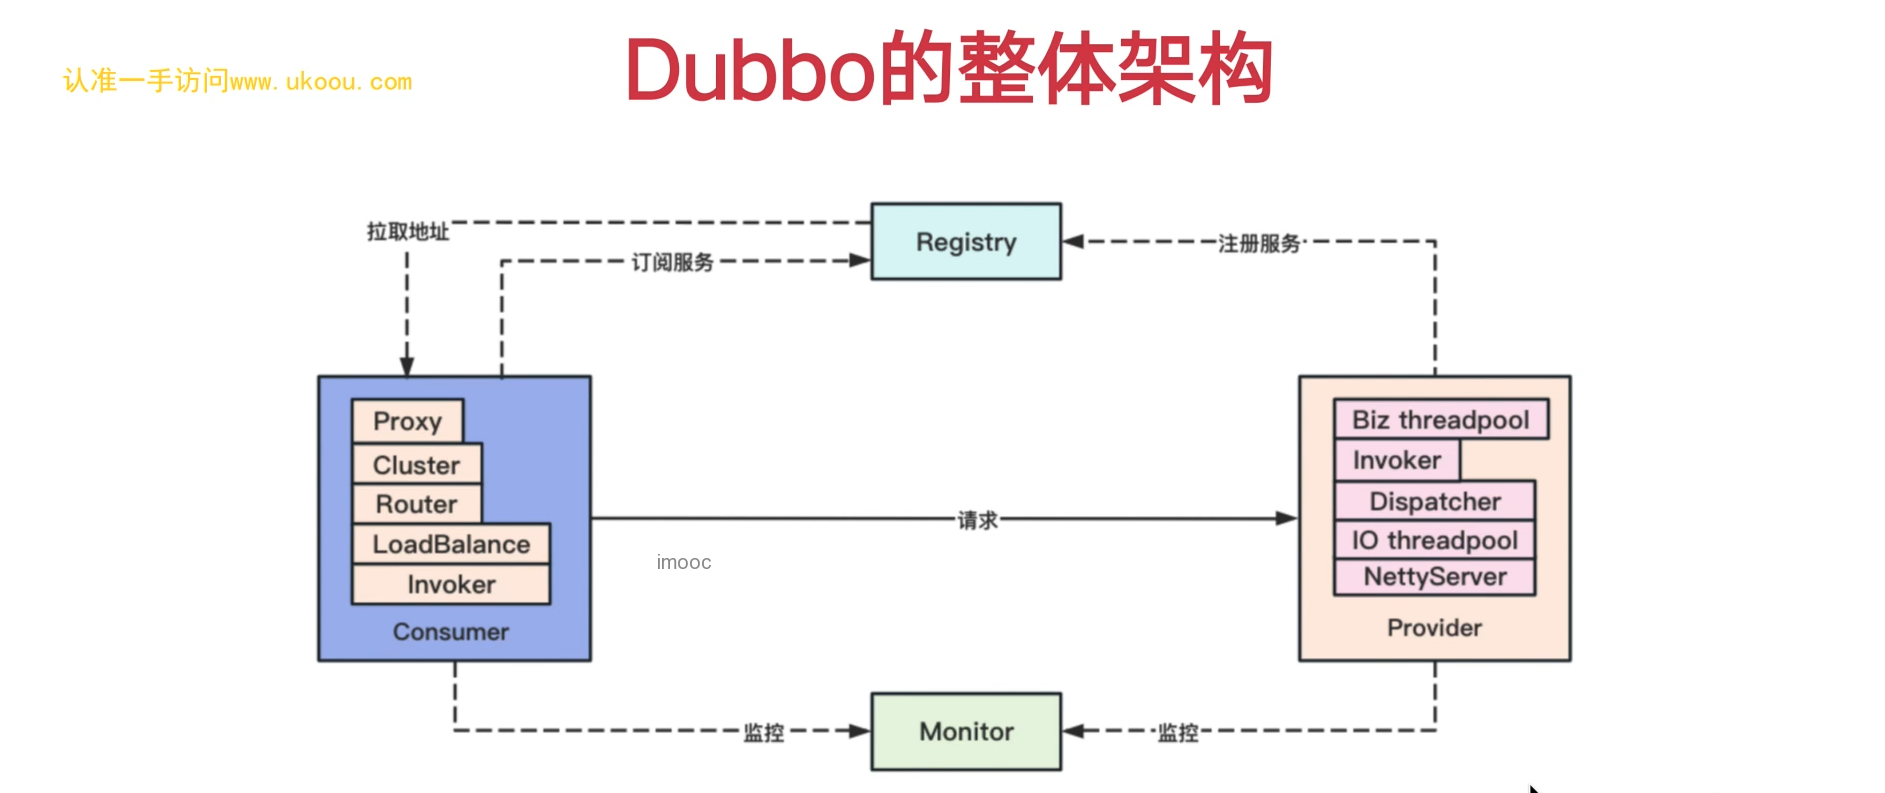 Dubbo的整体架构
认准一手访问www.ukoou.com
拉取地址
订阅服务
Registry
注册服务
Proxy
Cluster
Router
LoadBalance
Invoker
Consumer
请求
imooc
Biz threadpool
Invoker
Dispatcher
IO threadpool
NettyServer
Provider
监控
Monitor
监控